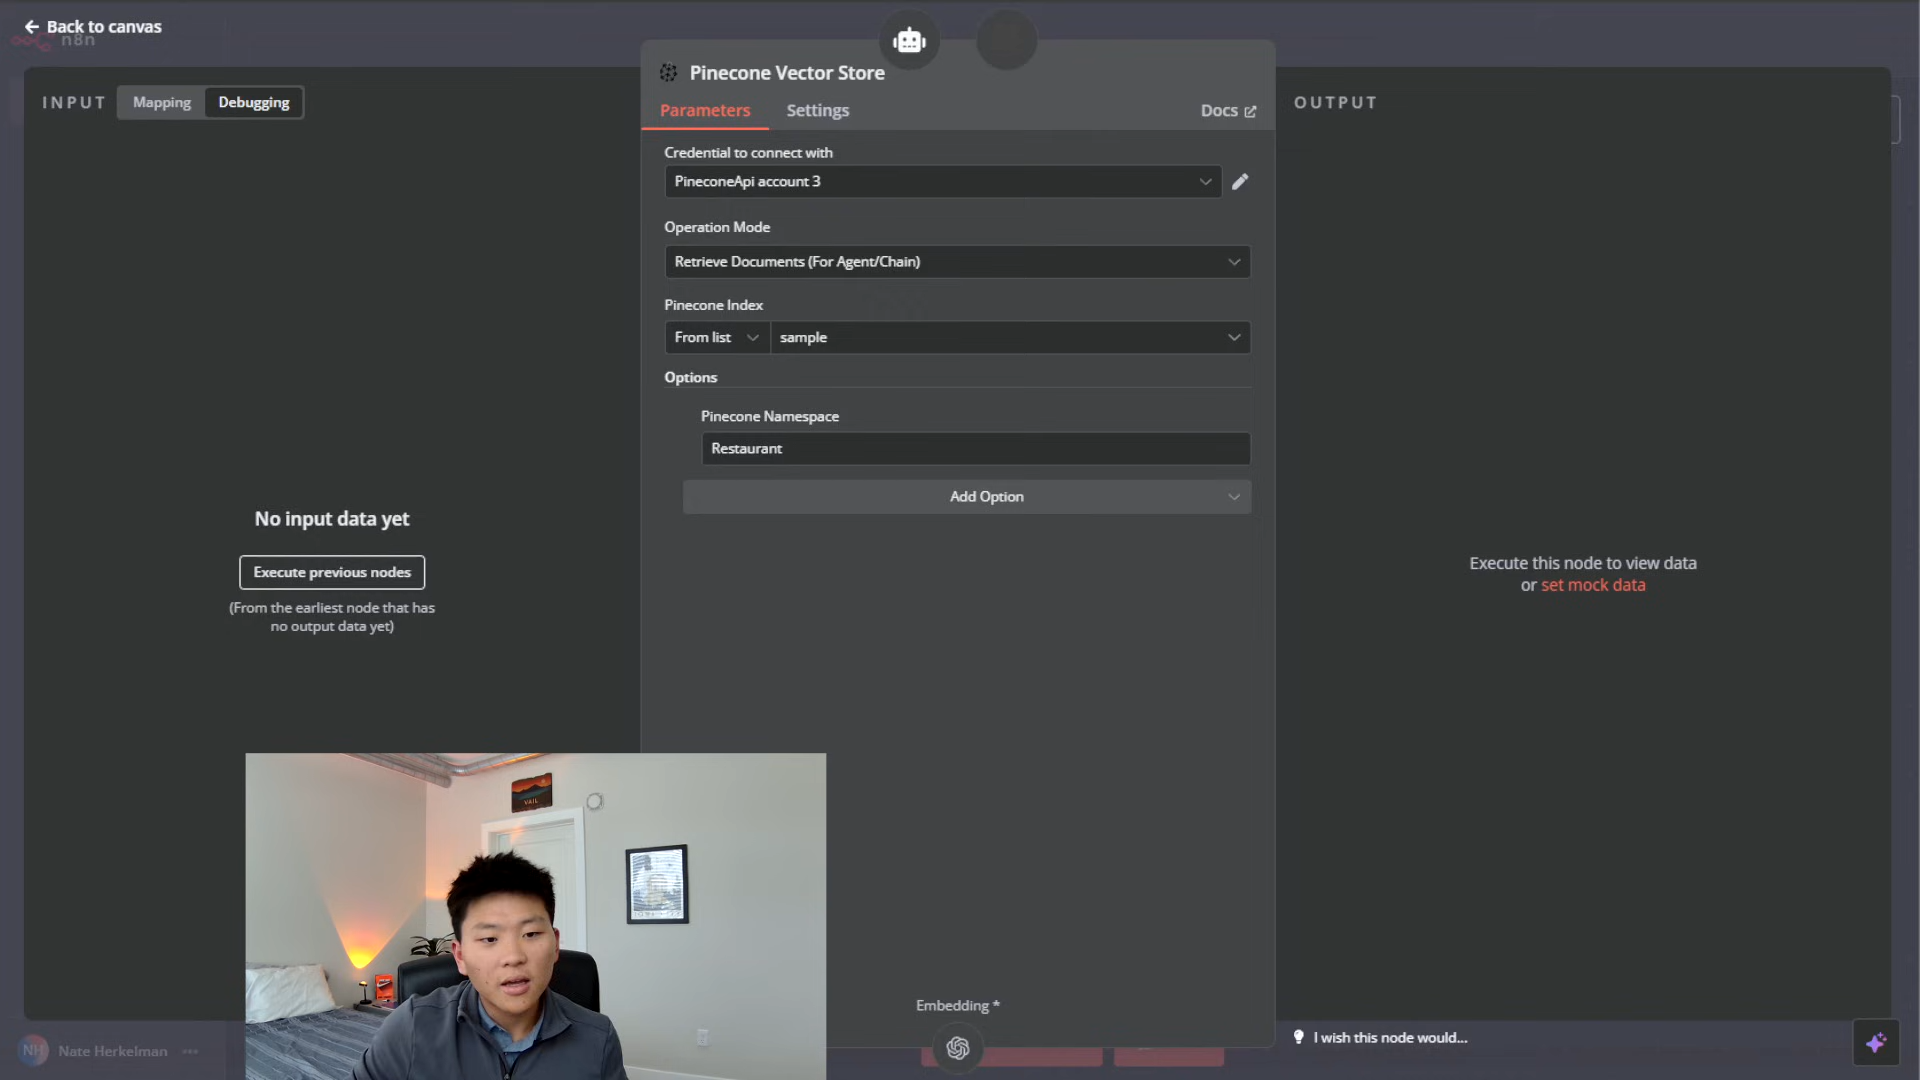 Back to canvas
n8n
INPUT
Mapping
Debugging
No input data yet
Execute previous nodes
(From the earliest node that has
no output data yet)
Pinecone Vector Store
Parameters
Settings
Docs
Credential to connect with
PineconeApi account 3
Operation Mode
Retrieve Documents (For Agent/Chain)
Pinecone Index
From list
sample
Options
Pinecone Namespace
Restaurant
Add Option
Embedding *
OUTPUT
Execute this node to view data
or set mock data
I wish this node would...
VAIL
NH
Nate Herkelman